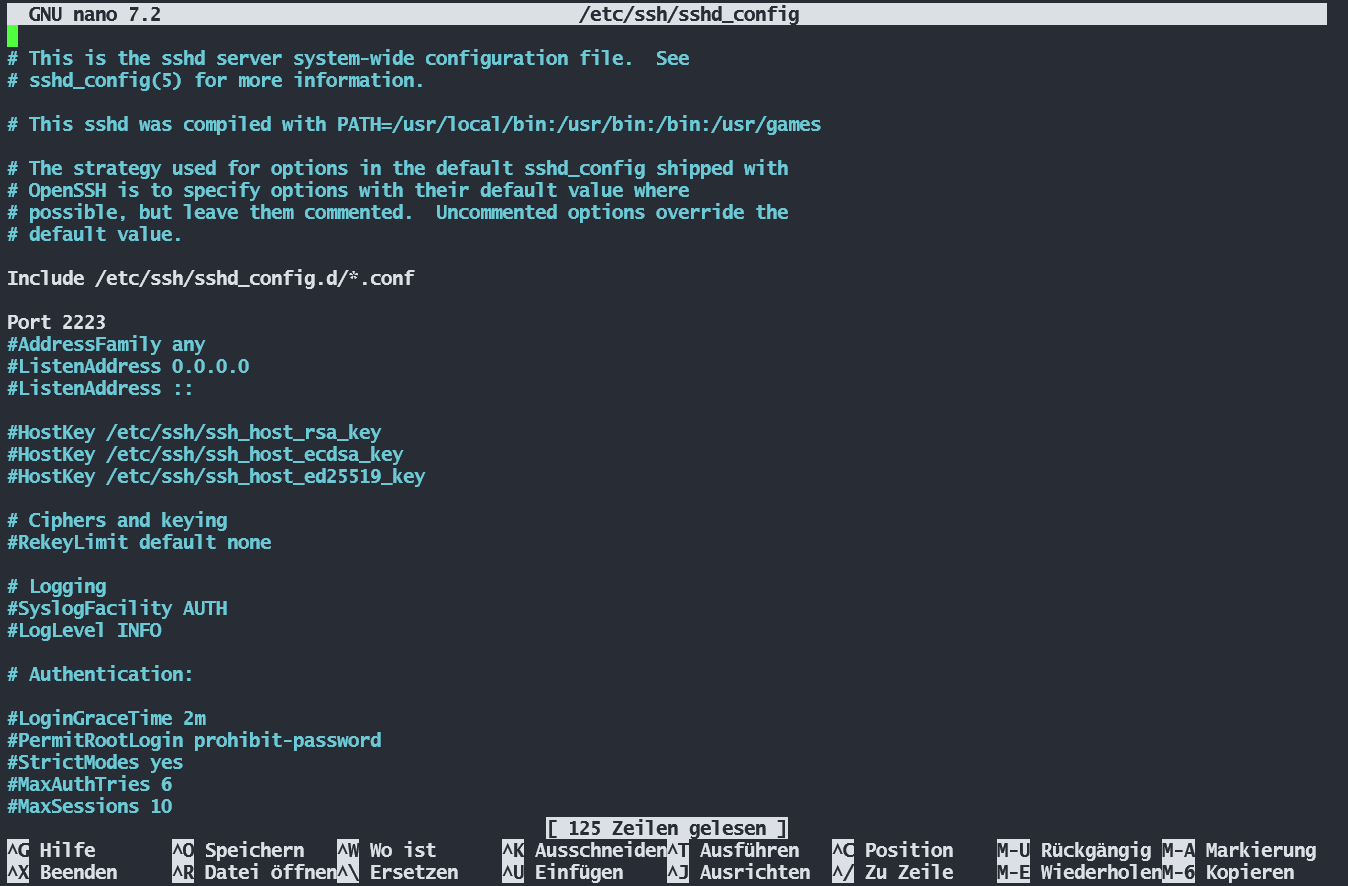 GNU nano 7.2 /etc/ssh/sshd_config
# This is the sshd server system-wide configuration file.  See
# sshd_config(5) for more information.
# This sshd was compiled with PATH=/usr/local/bin:/usr/bin:/bin:/usr/games
# The strategy used for options in the default sshd_config shipped with
# OpenSSH is to specify options with their default value where
# possible, but leave them commented.  Uncommented options override the
# default value.
Include /etc/ssh/sshd_config.d/*.conf
Port 2223
#AddressFamily any
#ListenAddress 0.0.0.0
#ListenAddress ::
#HostKey /etc/ssh/ssh_host_rsa_key
#HostKey /etc/ssh/ssh_host_ecdsa_key
#HostKey /etc/ssh/ssh_host_ed25519_key
# Ciphers and keying
#RekeyLimit default none
# Logging
#SyslogFacility AUTH
#LogLevel INFO
# Authentication:
#LoginGraceTime 2m
#PermitRootLogin prohibit-password
#StrictModes yes
#MaxAuthTries 6
#MaxSessions 10
[ 125 Zeilen gelesen ]
^G Hilfe ^O Speichern ^W Wo ist ^K Ausschneiden ^T Ausführen ^C Position M-U Rückgängig M-A Markierung
^X Beenden ^R Datei öffnen ^\ Ersetzen ^U Einfügen ^J Ausrichten ^/ Zu Zeile M-E Wiederholen M-6 Kopieren